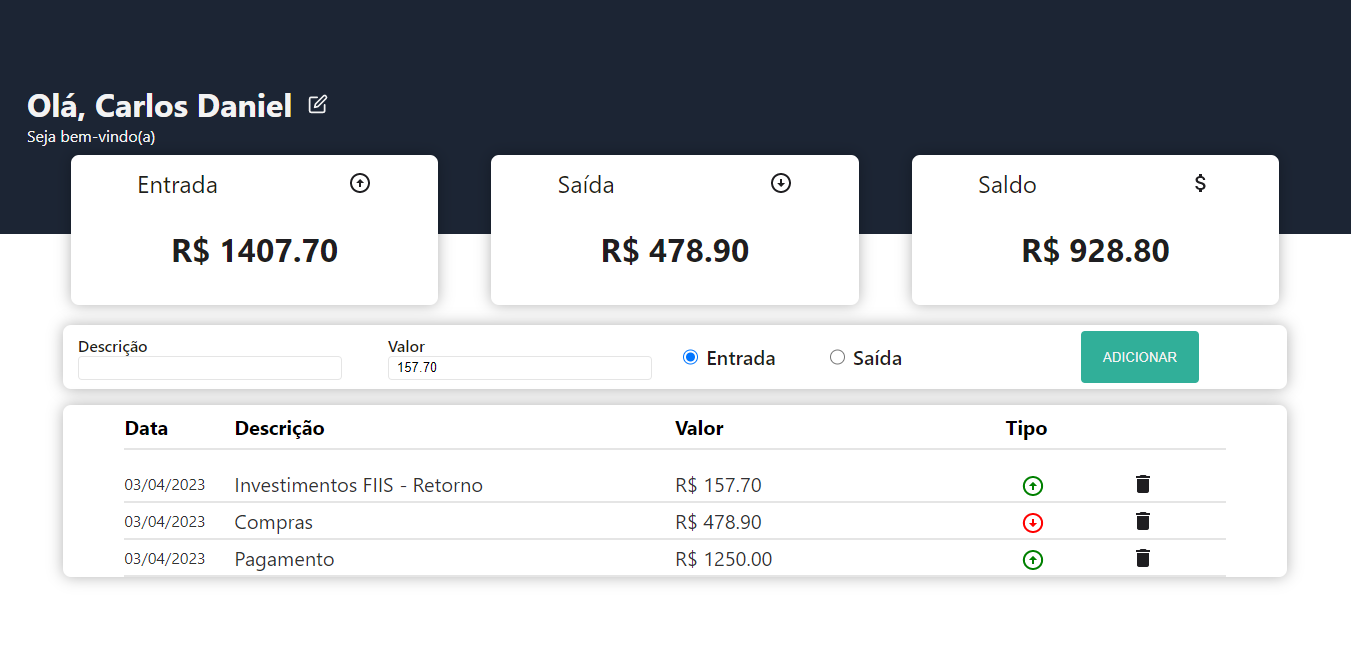 Olá, Carlos Daniel
Seja bem-vindo(a)
Entrada
R$ 1407.70
Saída
R$ 478.90
Saldo
$
R$ 928.80
Descrição
Valor
157.70
Entrada
Saída
ADICIONAR
Data Descrição Valor Tipo
03/04/2023 Investimentos FIIS - Retorno R$ 157.70
03/04/2023 Compras R$ 478.90
03/04/2023 Pagamento R$ 1250.00